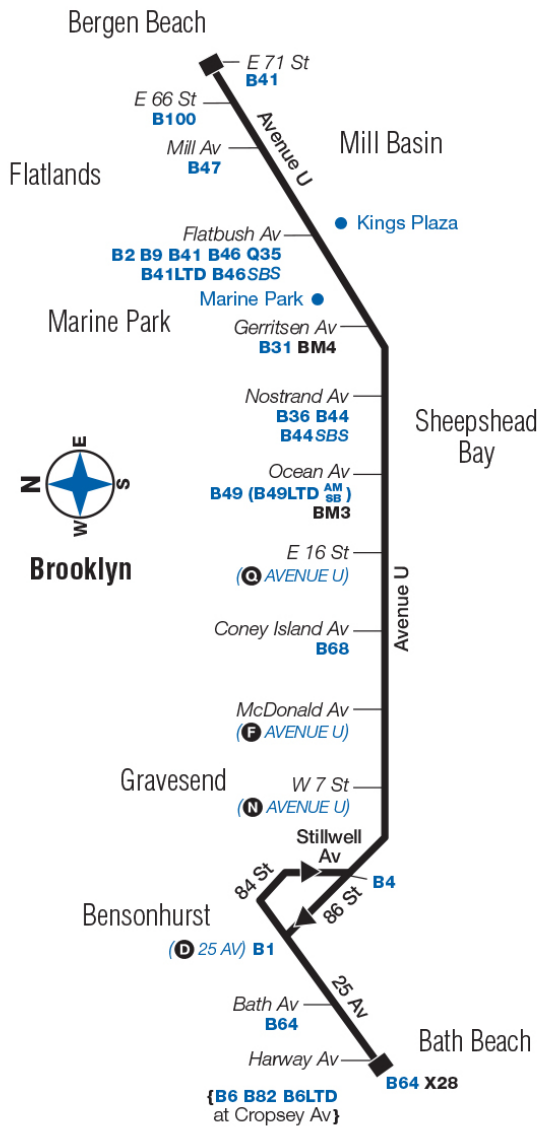 Bergen Beach
E 71 St
B41
E 66 St
B100
Avenue U
Mill Av
B47
Mill Basin
Flatlands
Kings Plaza
Flatbush Av
B2 B9 B41 B46 Q35
B41LTD B46SBS
Marine Park
Marine Park
Gerritsen Av
B31 BM4
Nostrand Av
B36 B44
B44SBS
Sheepshead
Bay
Ocean Av
B49 (B49LTD AM SB)
BM3
E
N S
W
Brooklyn
E 16 St
(Q AVENUE U)
Avenue U
Coney Island Av
B68
McDonald Av
(F AVENUE U)
Gravesend
W 7 St
(N AVENUE U)
Stillwell
Av
84 St
B4
86 St
Bensonhurst
(D 25 AV) B1
25 Av
Bath Av
B64
Bath Beach
Harway Av
B64 X28
{B6 B82 B6LTD
at Cropsey Av}